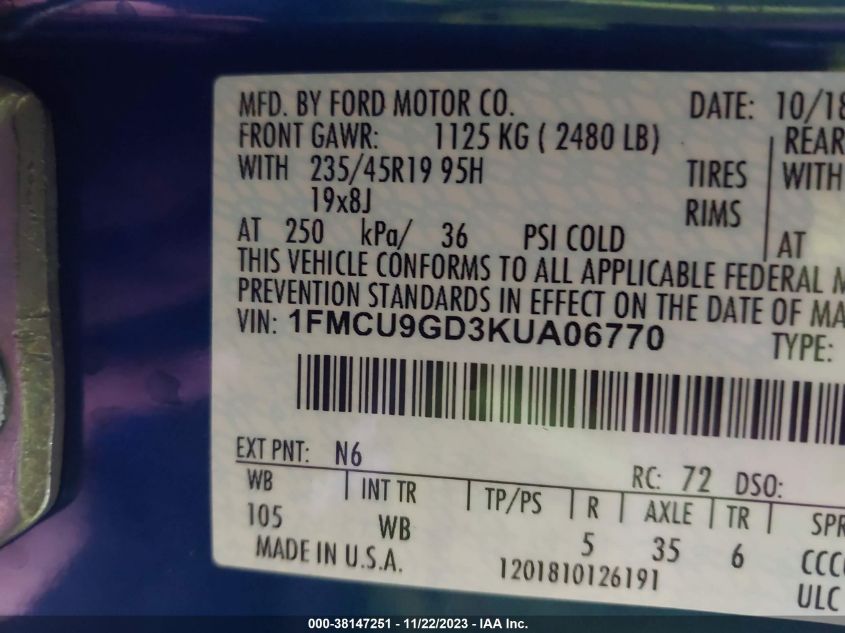 MFD. BY FORD MOTOR CO. DATE: 10/18
FRONT GAWR: 1125 KG ( 2480 LB) REAR
WITH 235/45R19 95H TIRES WITH
19x8J RIMS
AT 250 kPa/ 36 PSI COLD AT
THIS VEHICLE CONFORMS TO ALL APPLICABLE FEDERAL M
PREVENTION STANDARDS IN EFFECT ON THE DATE OF MA
VIN: 1FMCU9GD3KUA06770 TYPE:
EXT PNT: N6 RC: 72 DSO:
WB INT TR TP/PS R AXLE TR SPR
105 WB 5 35 6 CCCC
MADE IN U.S.A. 1201810126191 ULC
000-38147251 - 11/22/2023 - IAA Inc.